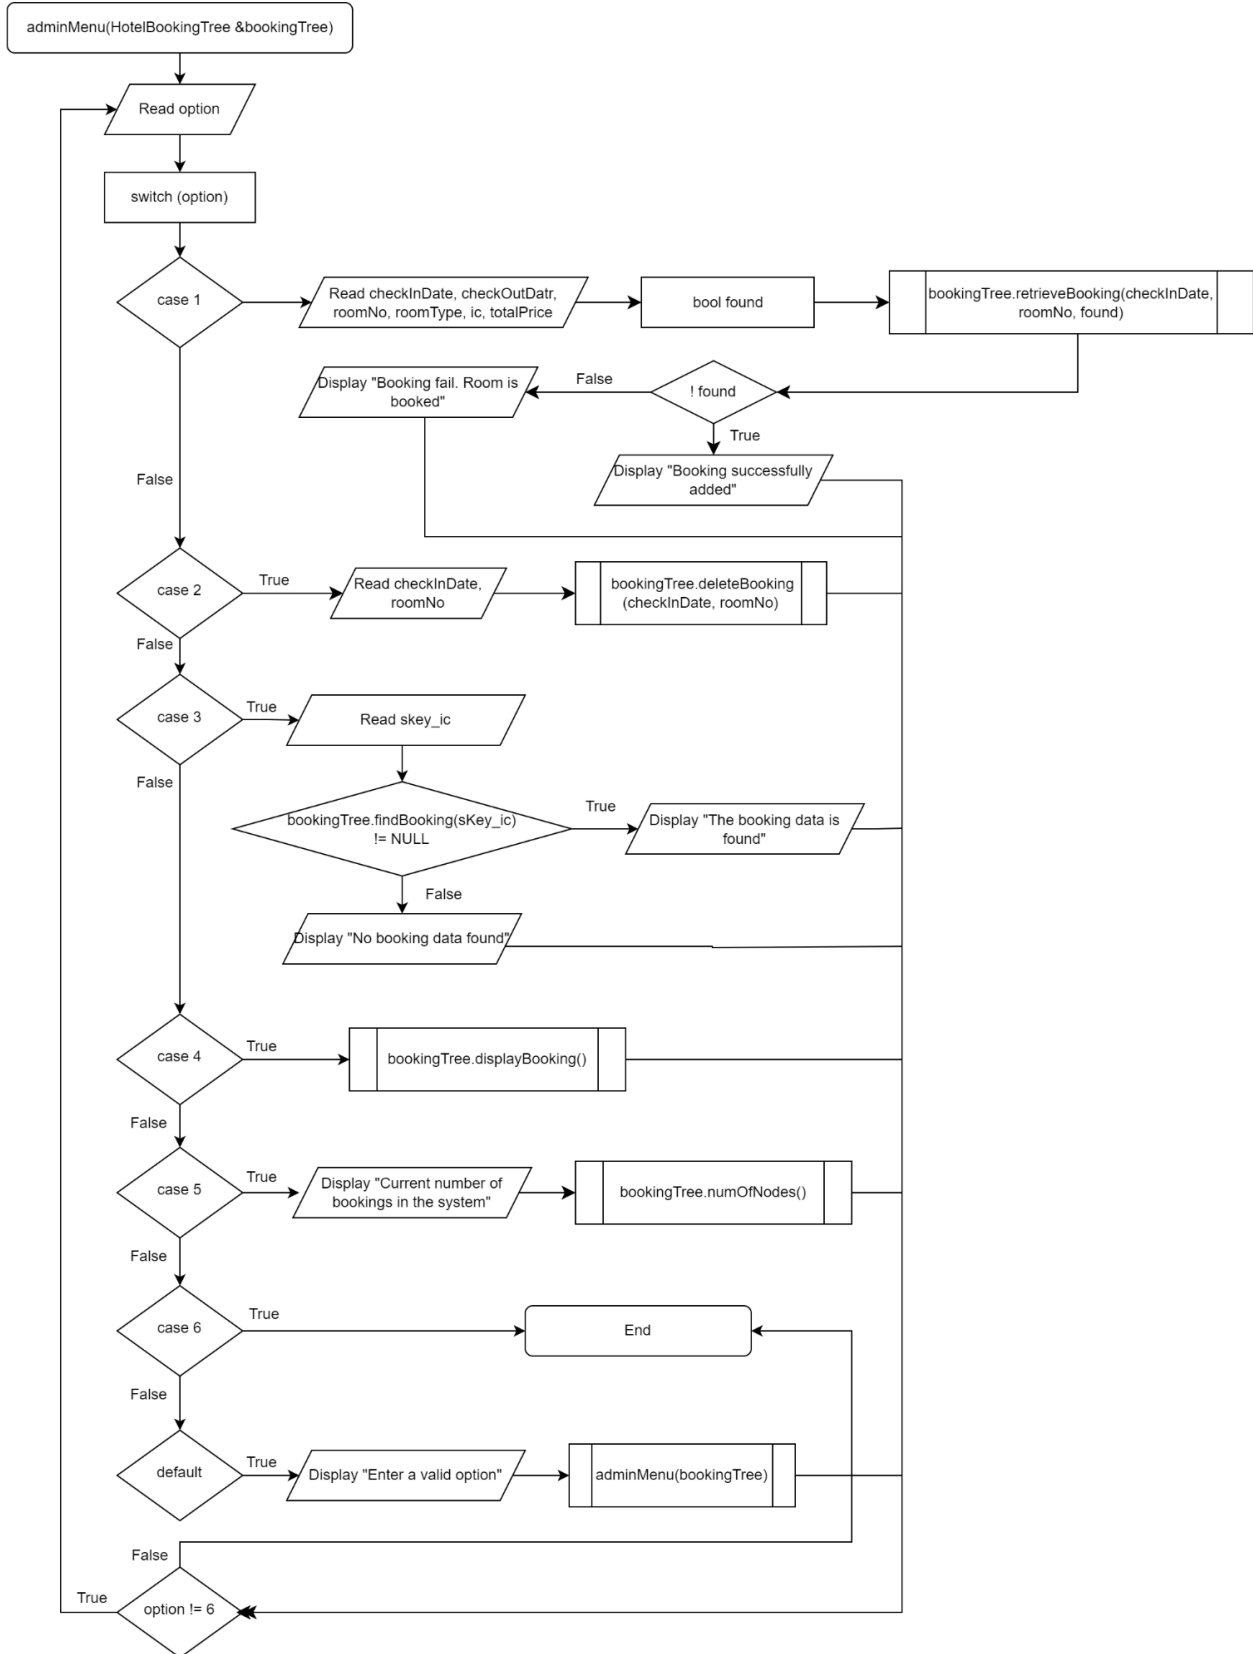 adminMenu(HotelBookingTree &bookingTree)
Read option
switch (option)
case 1
Read checkInDate, checkOutDatr,
roomNo, roomType, ic, totalPrice
bool found
bookingTree.retrieveBooking(checkInDate,
roomNo, found)
Display "Booking fail. Room is
booked"
False
! found
True
Display "Booking successfully
added"
False
case 2
True
Read checkInDate,
roomNo
bookingTree.deleteBooking
(checkInDate, roomNo)
False
case 3
True
Read skey_ic
False
bookingTree.findBooking(sKey_ic)
!= NULL
True
Display "The booking data is
found"
False
Display "No booking data found"
case 4
True
bookingTree.displayBooking()
False
case 5
True
Display "Current number of
bookings in the system"
bookingTree.numOfNodes()
False
case 6
True
End
False
default
True
Display "Enter a valid option"
adminMenu(bookingTree)
False
True
option != 6